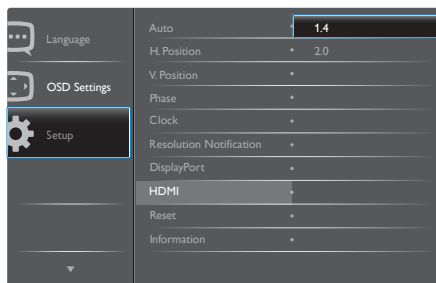 Language
OSD Settings
Setup
Auto
H. Position
V. Position
Phase
Clock
Resolution Notification
DisplayPort
HDMI
Reset
Information
1.4
2.0